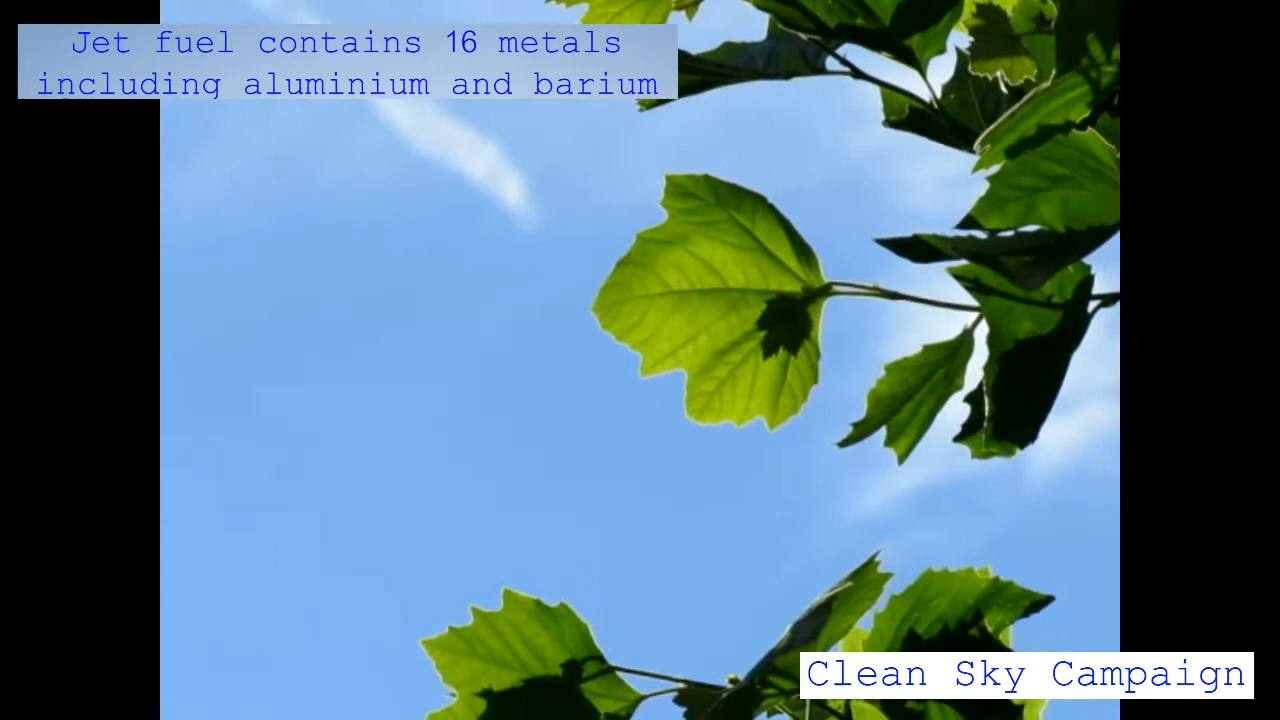 Jet fuel contains 16 metals
including aluminium and barium
Clean Sky Campaign